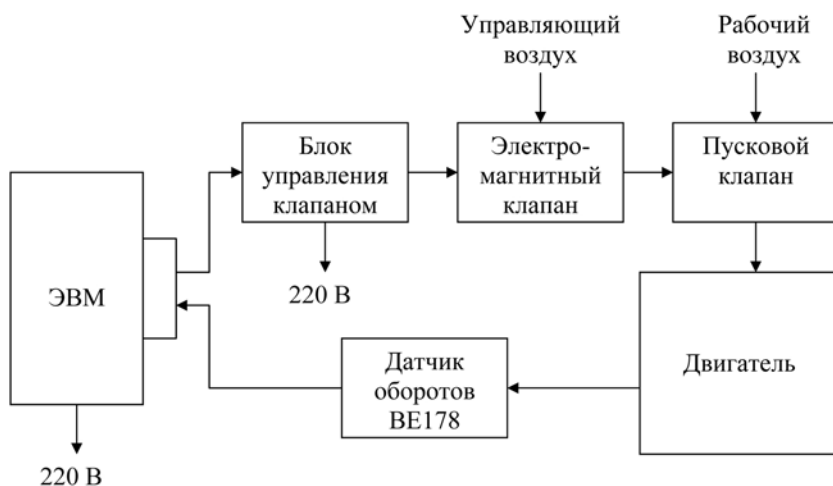 Управляющий
воздух
Рабочий
воздух
Блок
управления
клапаном
Электро-
магнитный
клапан
Пусковой
клапан
ЭВМ
220 В
Датчик
оборотов
ВЕ178
Двигатель
220 В